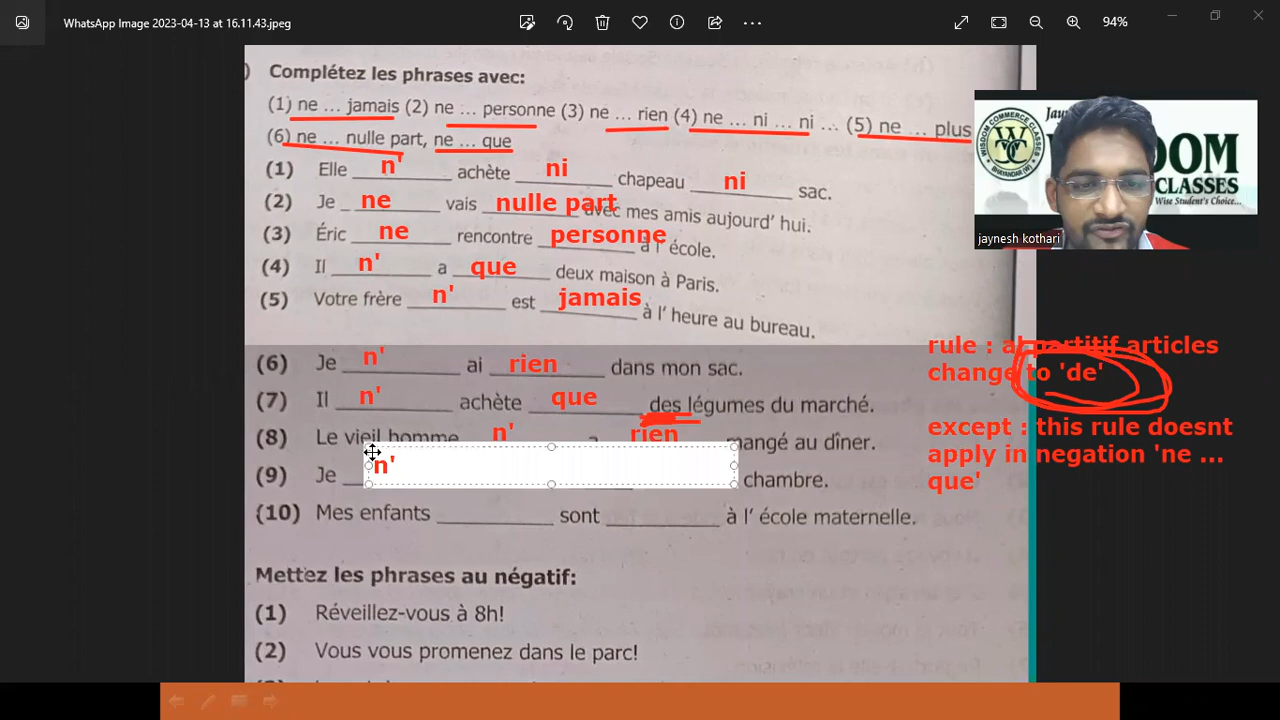 WhatsApp Image 2023-04-13 at 16.11.43.jpeg
94%
) Complétez les phrases avec:
(1) ne ... jamais (2) ne ... personne (3) ne ... rien (4) ne ... ni ... ni ... (5) ne ... plus
(6) ne ... nulle part, ne ... que
(1) Elle n' achète ni chapeau ni sac.
(2) Je ne vais nulle part avec mes amis aujourd' hui.
(3) Éric ne rencontre personne à l' école.
(4) Il n' a que deux maison à Paris.
(5) Votre frère n' est jamais à l' heure au bureau.
(6) Je n' ai rien dans mon sac.
(7) Il n' achète que des légumes du marché.
(8) Le vieil homme n' a rien mangé au dîner.
(9) Je n' chambre.
(10) Mes enfants sont à l' école maternelle.
Mettez les phrases au négatif:
(1) Réveillez-vous à 8h!
(2) Vous vous promenez dans le parc!
rule : al partitif articles
change to 'de'
except : this rule doesnt
apply in negation 'ne ...
que'
WISDOM COMMERCE CLASSES
WC
DOM
CLASSES
Wise Student's Choice...
jaynesh kothari